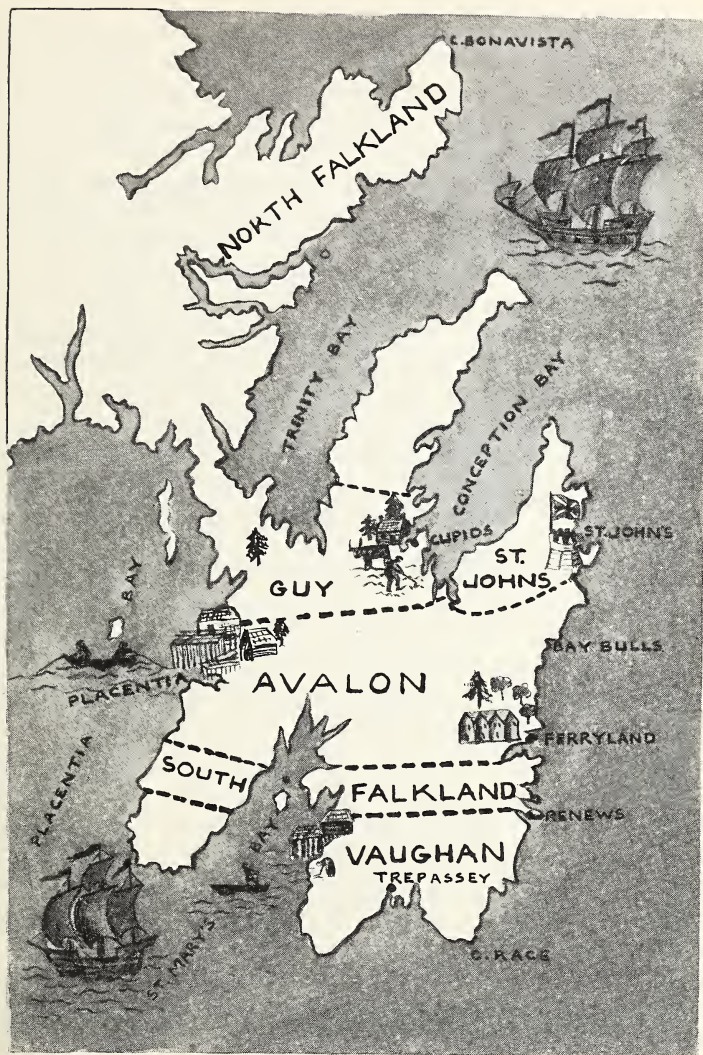 C. BONAVISTA
NORTH FALKLAND
TRINITY BAY
CONCEPTION BAY
CUPIDS
ST. JOHN'S
ST.
JOHNS
GUY
BAY
PLACENTIA
AVALON
BAY BULLS
FERRYLAND
PLACENTIA
SOUTH
FALKLAND
RENEWS
BAY
ST. MARY'S
VAUGHAN
TREPASSEY
C. RACE